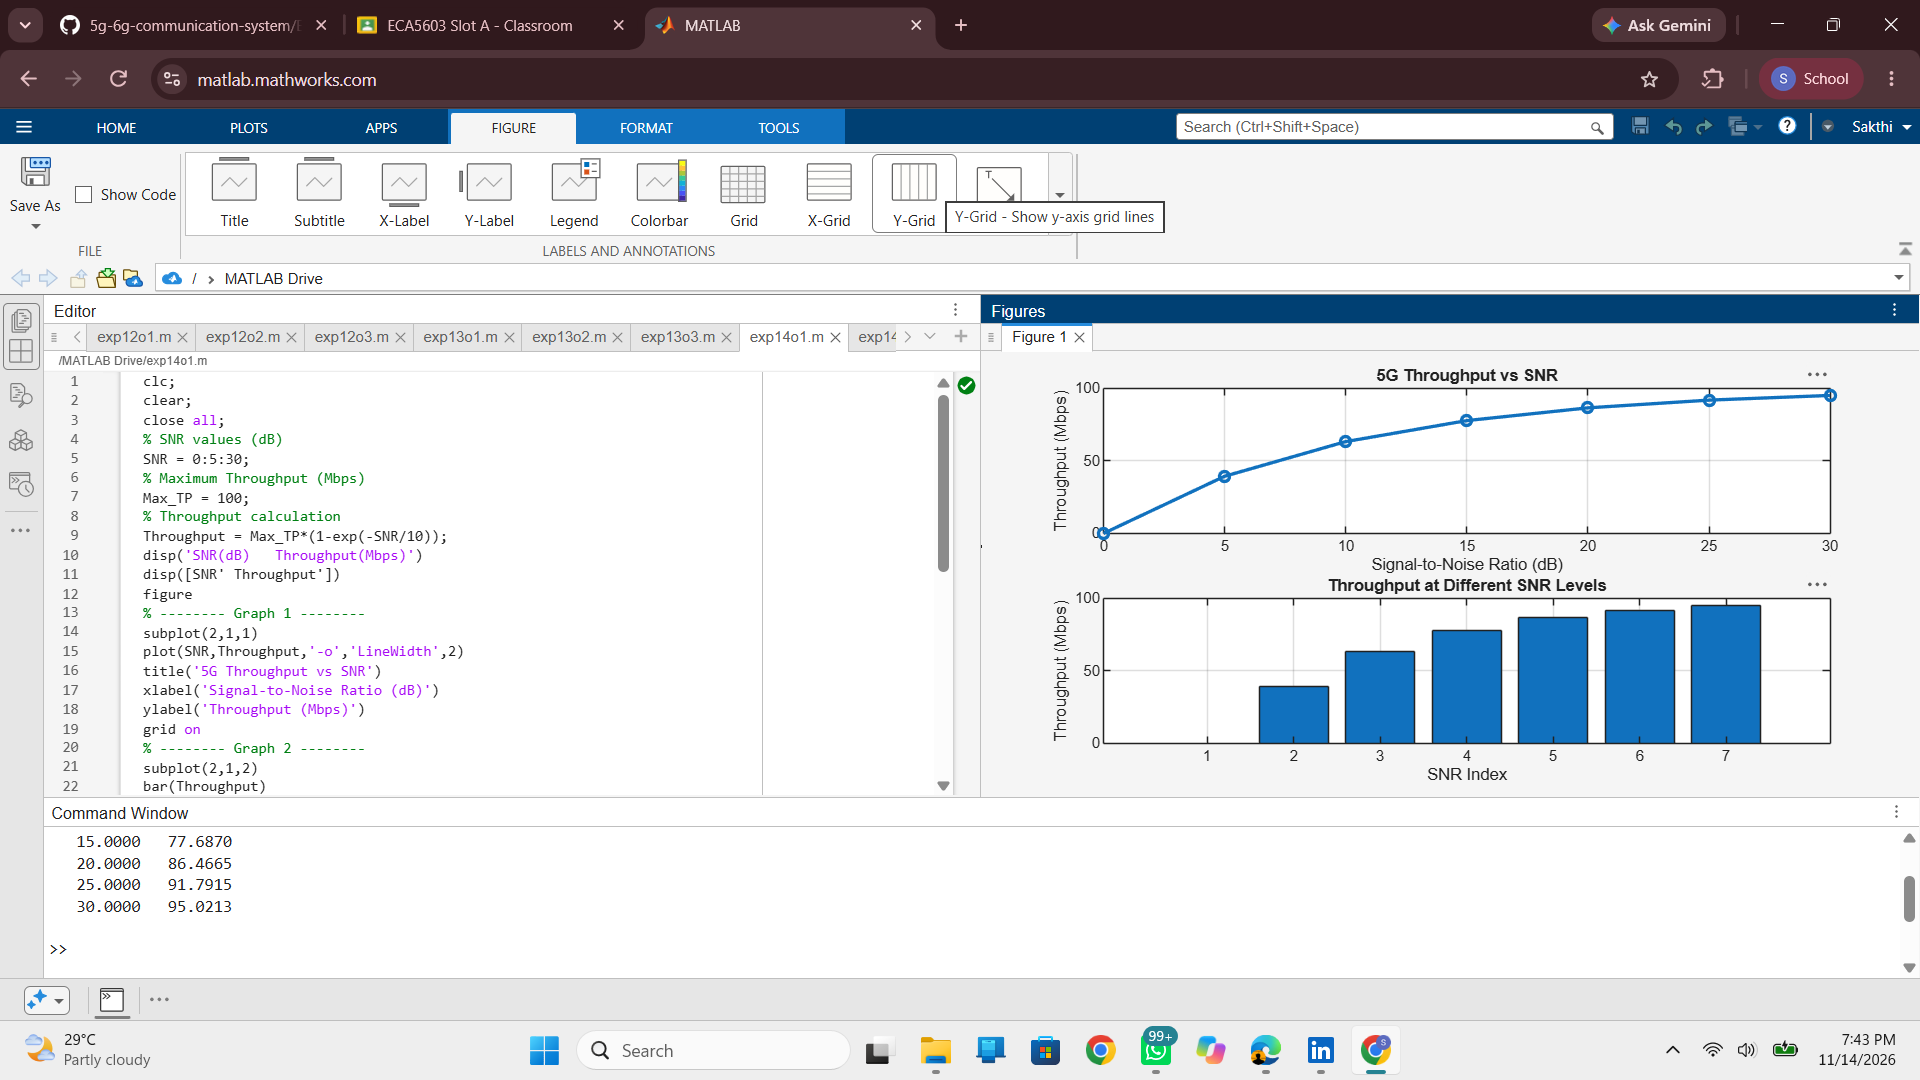 5g-6g-communication-system/
ECA5603 Slot A - Classroom
MATLAB
Ask Gemini
matlab.mathworks.com
S School
HOME PLOTS APPS FIGURE FORMAT TOOLS
Search (Ctrl+Shift+Space)
Sakthi
Save As
Show Code
Title Subtitle X-Label Y-Label Legend Colorbar Grid X-Grid Y-Grid
Y-Grid - Show y-axis grid lines
FILE
LABELS AND ANNOTATIONS
/ › MATLAB Drive
Editor
exp12o1.m exp12o2.m exp12o3.m exp13o1.m exp13o2.m exp13o3.m exp14o1.m exp14
/MATLAB Drive/exp14o1.m
1 clc;
2 clear;
3 close all;
4 % SNR values (dB)
5 SNR = 0:5:30;
6 % Maximum Throughput (Mbps)
7 Max_TP = 100;
8 % Throughput calculation
9 Throughput = Max_TP*(1-exp(-SNR/10));
10 disp('SNR(dB)   Throughput(Mbps)')
11 disp([SNR' Throughput'])
12 figure
13 % -------- Graph 1 --------
14 subplot(2,1,1)
15 plot(SNR,Throughput,'-o','LineWidth',2)
16 title('5G Throughput vs SNR')
17 xlabel('Signal-to-Noise Ratio (dB)')
18 ylabel('Throughput (Mbps)')
19 grid on
20 % -------- Graph 2 --------
21 subplot(2,1,2)
22 bar(Throughput)
Figures
Figure 1
5G Throughput vs SNR
Throughput (Mbps)
100
50
0
0 5 10 15 20 25 30
Signal-to-Noise Ratio (dB)
Throughput at Different SNR Levels
Throughput (Mbps)
100
50
0
1 2 3 4 5 6 7
SNR Index
Command Window
15.0000 77.6870
20.0000 86.4665
25.0000 91.7915
30.0000 95.0213
>>
29°C
Partly cloudy
Search
99+
7:43 PM
11/14/2026